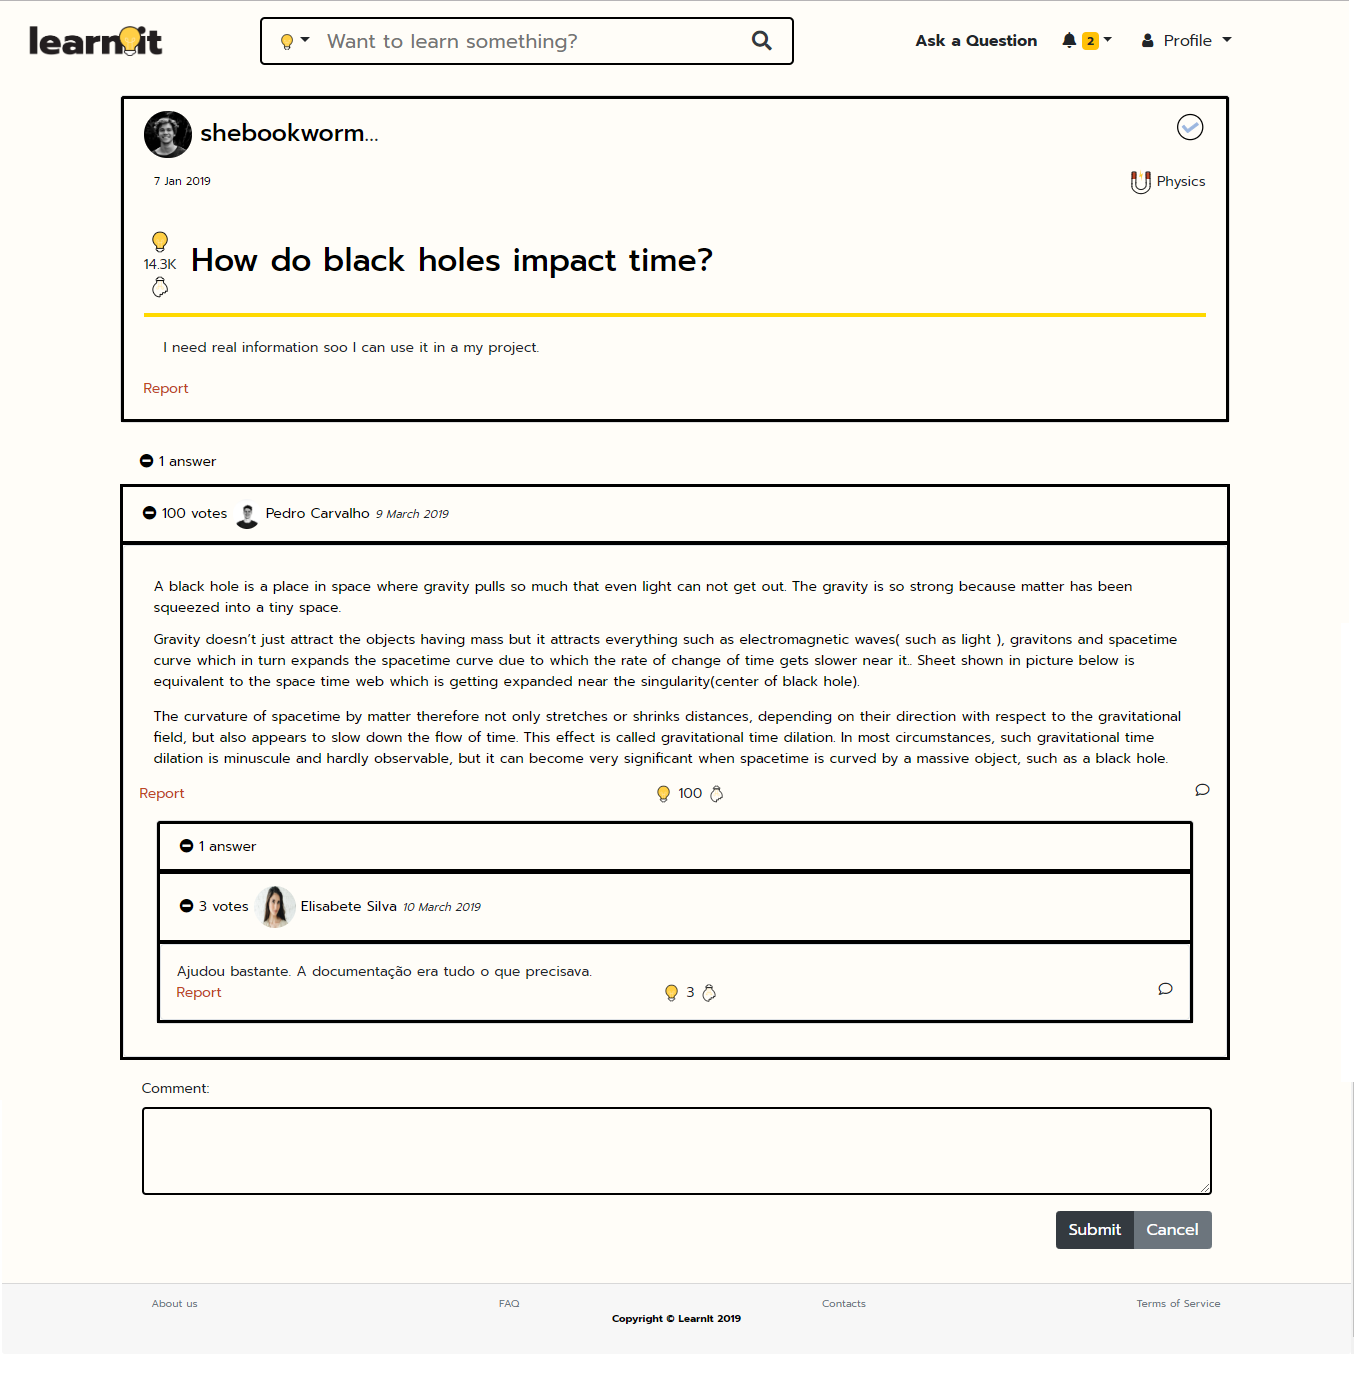 learnit
Want to learn something?
Ask a Question
2
Profile
shebookworm...
7 Jan 2019
Physics
14.3K
How do black holes impact time?
I need real information soo I can use it in a my project.
Report
1 answer
100 votes Pedro Carvalho 9 March 2019
A black hole is a place in space where gravity pulls so much that even light can not get out. The gravity is so strong because matter has been
squeezed into a tiny space.
Gravity doesn’t just attract the objects having mass but it attracts everything such as electromagnetic waves( such as light ), gravitons and spacetime
curve which in turn expands the spacetime curve due to which the rate of change of time gets slower near it.. Sheet shown in picture below is
equivalent to the space time web which is getting expanded near the singularity(center of black hole).
The curvature of spacetime by matter therefore not only stretches or shrinks distances, depending on their direction with respect to the gravitational
field, but also appears to slow down the flow of time. This effect is called gravitational time dilation. In most circumstances, such gravitational time
dilation is minuscule and hardly observable, but it can become very significant when spacetime is curved by a massive object, such as a black hole.
Report
100
1 answer
3 votes Elisabete Silva 10 March 2019
Ajudou bastante. A documentação era tudo o que precisava.
Report
3
Comment:
Submit
Cancel
About us
FAQ
Contacts
Terms of Service
Copyright © LearnIt 2019